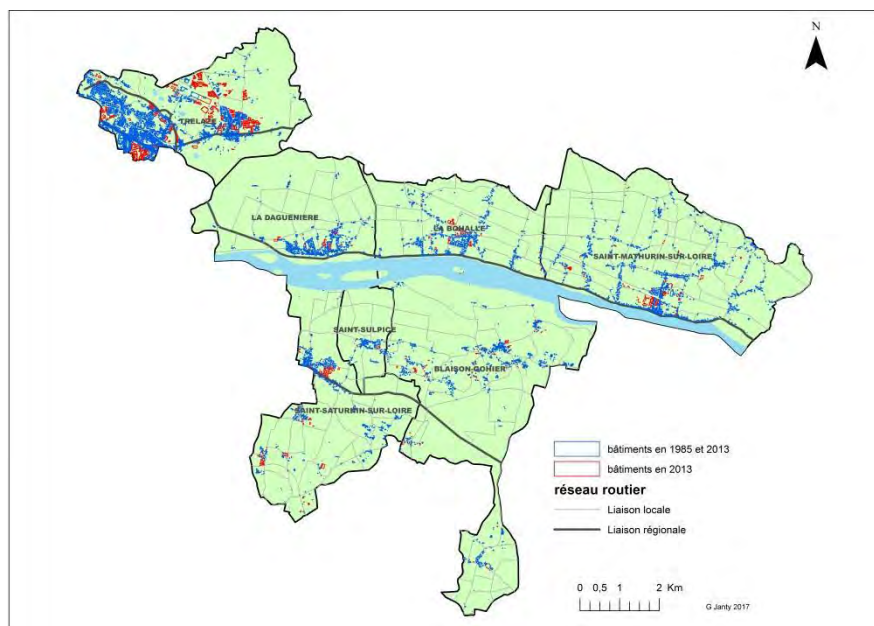 N
TRELAZE
LA DAGUENIERE
LA BOHALLE
SAINT-MATHURIN-SUR-LOIRE
SAINT-SULPICE
BLAISON-GOHIER
SAINT-SATURNIN-SUR-LOIRE
bâtiments en 1985 et 2013
bâtiments en 2013
réseau routier
Liaison locale
Liaison régionale
0 0,5 1 2 Km
G Janty 2017